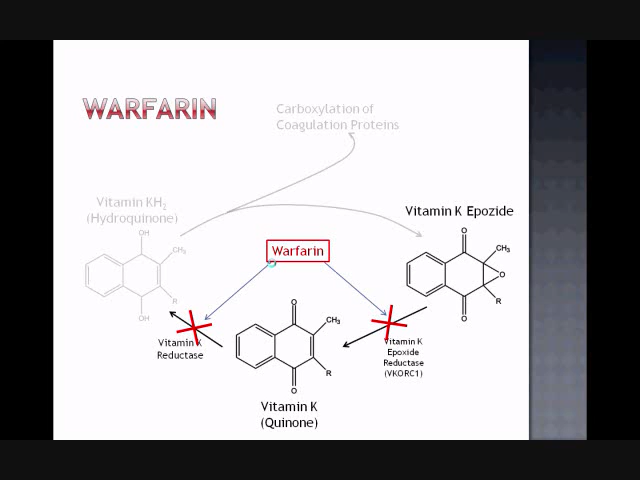 WARFARIN
Carboxylation of
Coagulation Proteins
Vitamin KH₂
(Hydroquinone)
Vitamin K Epozide
OH
CH₃
R
OH
Warfarin
O
CH₃
O
R
O
Vitamin K
Reductase
O
CH₃
R
O
Vitamin K
Epoxide
Reductase
(VKORC1)
Vitamin K
(Quinone)